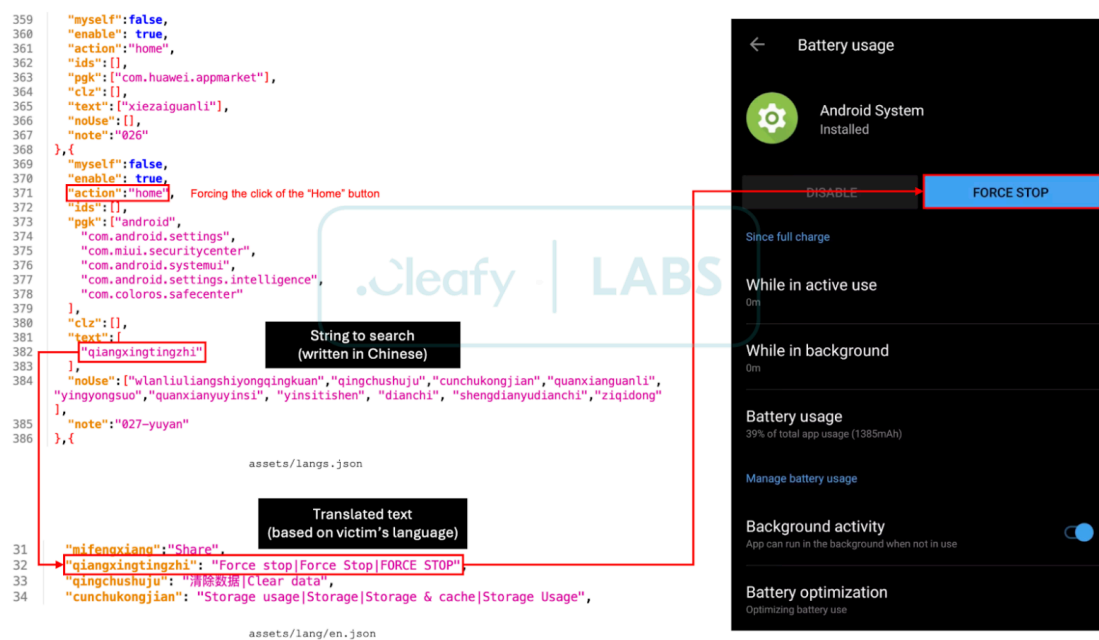 359 "myself":false,
360 "enable": true,
361 "action":"home",
362 "ids":[],
363 "pgk":["com.huawei.appmarket"],
364 "clz":[],
365 "text":["xiezaiguanli"],
366 "noUse":[],
367 "note":"026"
368 },{
369 "myself":false,
370 "enable": true,
371 "action":"home", Forcing the click of the "Home" button
372 "ids":[],
373 "pgk":["android",
374 "com.android.settings",
375 "com.miui.securitycenter",
376 "com.android.systemui",
377 "com.android.settings.intelligence",
378 "com.coloros.safecenter"
379 ],
380 "clz":[],
381 "text":[
382 "qiangxingtingzhi"
383 ],
384 "noUse":["wlanliuliangshiyongqingkuan","qingchushuju","cunchukongjian","quanxianguanli",
"yingyongsuo","quanxianyuyinsi", "yinsitishen", "dianchi", "shengdianyudianchi","ziqidong"
],
385 "note":"027-yuyan"
386 },{
String to search
(written in Chinese)
assets/langs.json
Translated text
(based on victim's language)
31 "mifengxiang":"Share",
32 "qiangxingtingzhi": "Force stop|Force Stop|FORCE STOP",
33 "qingchushuju": "清除数据|Clear data",
34 "cunchukongjian": "Storage usage|Storage|Storage & cache|Storage Usage",
assets/lang/en.json
Cleafy LABS
Battery usage
Android System
Installed
DISABLE
FORCE STOP
Since full charge
While in active use
0m
While in background
0m
Battery usage
39% of total app usage (1385mAh)
Manage battery usage
Background activity
App can run in the background when not in use
Battery optimization
Optimizing battery use